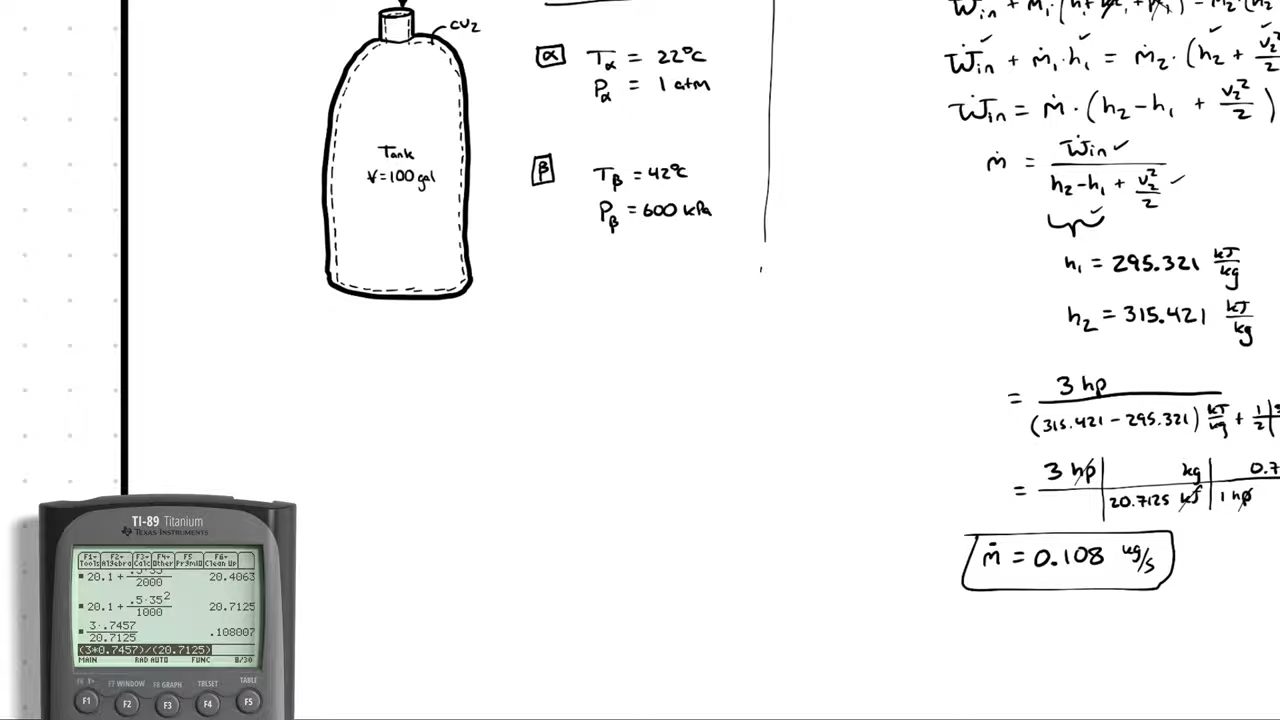 CV₂
α Tα = 22°C
Pα = 1 atm
Tank
V = 100 gal
β Tβ = 42°C
Pβ = 600 kPa
Ẇin + ṁ₁·h₁ = ṁ₂·(h₂ + v₂²/2
Ẇin = ṁ·(h₂ - h₁ + v₂²/2)
ṁ = Ẇin / h₂ - h₁ + v₂²/2
h₁ = 295.321 kJ/kg
h₂ = 315.421 kJ/kg
= 3 hp / (315.421 - 295.321) kJ/kg + 1/2
= 3 hp | kg | 0.7
20.7125 kJ | 1 hp
ṁ = 0.108 kg/s
TI-89 Titanium
TEXAS INSTRUMENTS
F1 Tools F2 Algebra F3 Calc F4 Other F5 PrgmIO F6 Clean Up
2000 20.4063
20.1 + .5·35² / 1000 20.7125
3·.7457 / 20.7125 .108007
(3*0.7457)/(20.7125)
MAIN RAD AUTO FUNC 8/30
F7 WINDOW F8 GRAPH TBLSET TABLE
F1 F2 F3 F4 F5